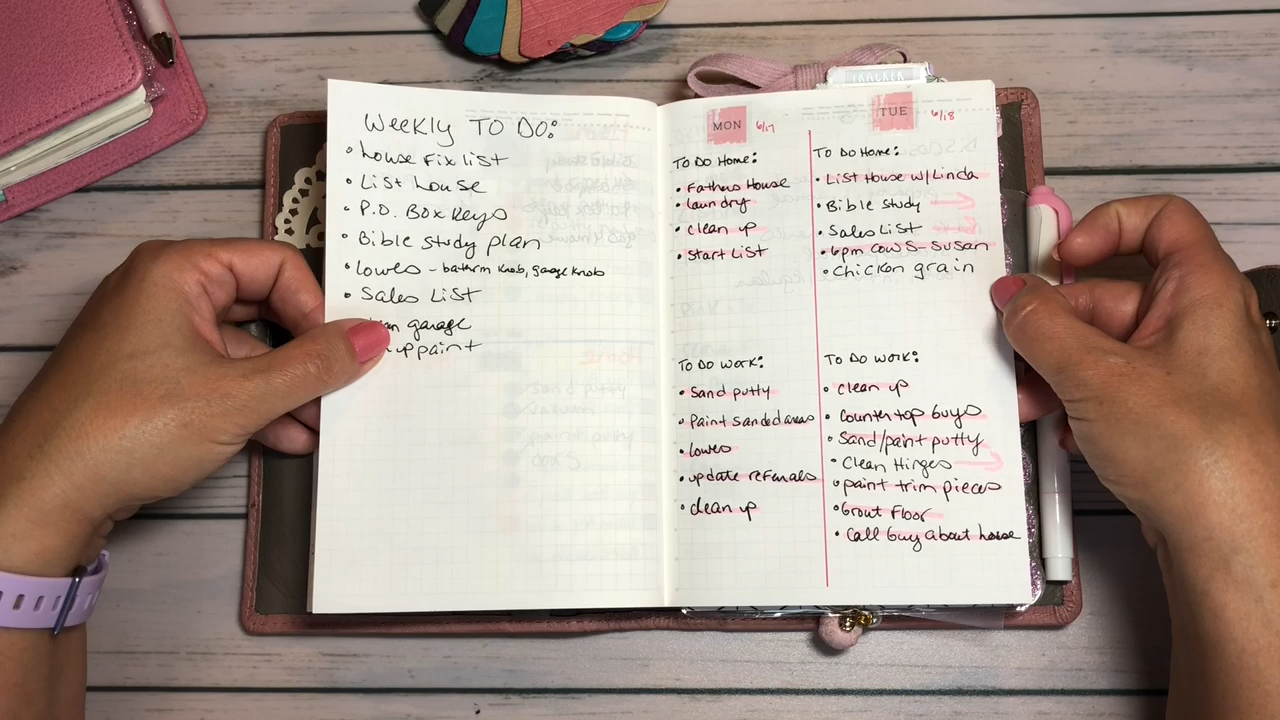 Weekly TO DO:
• house Fix list
• List house
• P.O. Box Keys
• Bible study plan
• lowes - bathrm knob, garage knob
• Sales List
garage
up paint
TRACKER
MON 6/17
TO DO Home:
• Fathers House
• laundry
• clean up
• Start List
TO DO WORK:
• Sand putty
• Paint sanded areas
• lowes
• update referrals
• clean up
TUE 6/18
TO DO Home:
• List House w/Linda
• Bible study
• Sales List
• 6pm cows - Susan
• Chicken grain
TO DO WORK:
• clean up
• Countertop Guys
• Sand/paint putty
• Clean Hinges
• paint trim pieces
• Grout Floor
• Call Guy about house